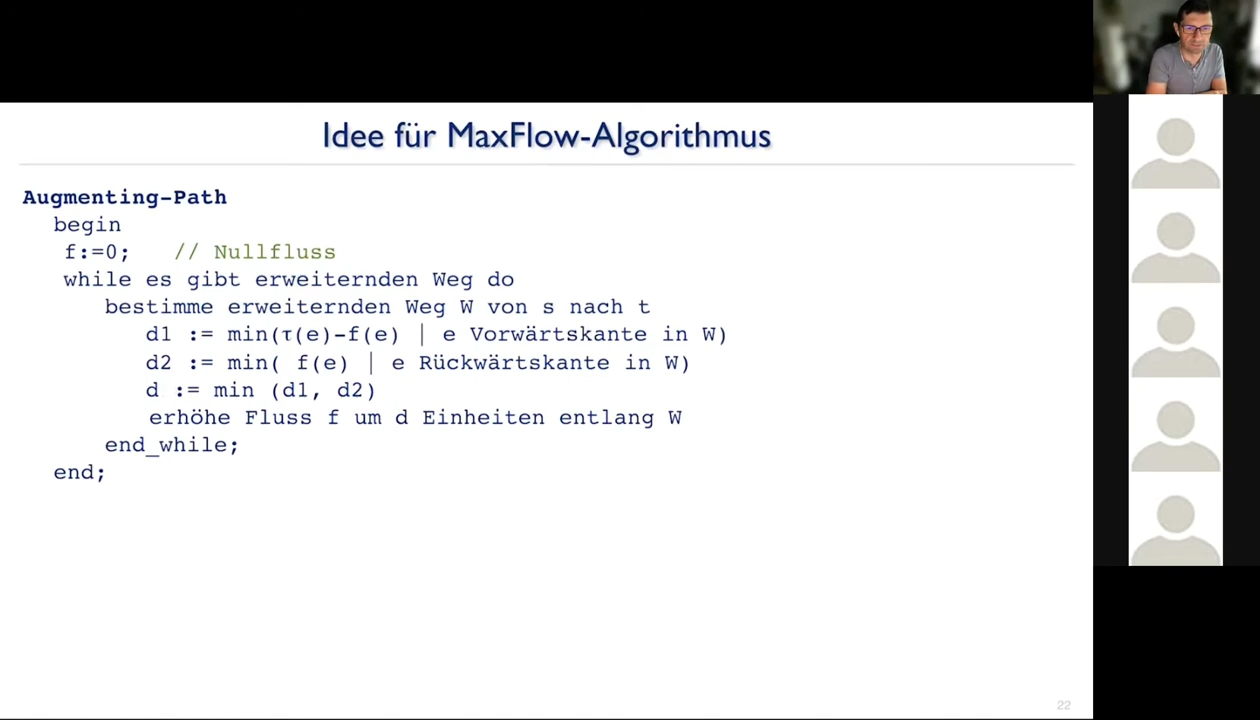 Idee für MaxFlow-Algorithmus
Augmenting-Path
begin
f:=0; // Nullfluss
while es gibt erweiternden Weg do
bestimme erweiternden Weg W von s nach t
d1 := min(τ(e)-f(e) | e Vorwärtskante in W)
d2 := min( f(e) | e Rückwärtskante in W)
d := min (d1, d2)
erhöhe Fluss f um d Einheiten entlang W
end_while;
end;
22